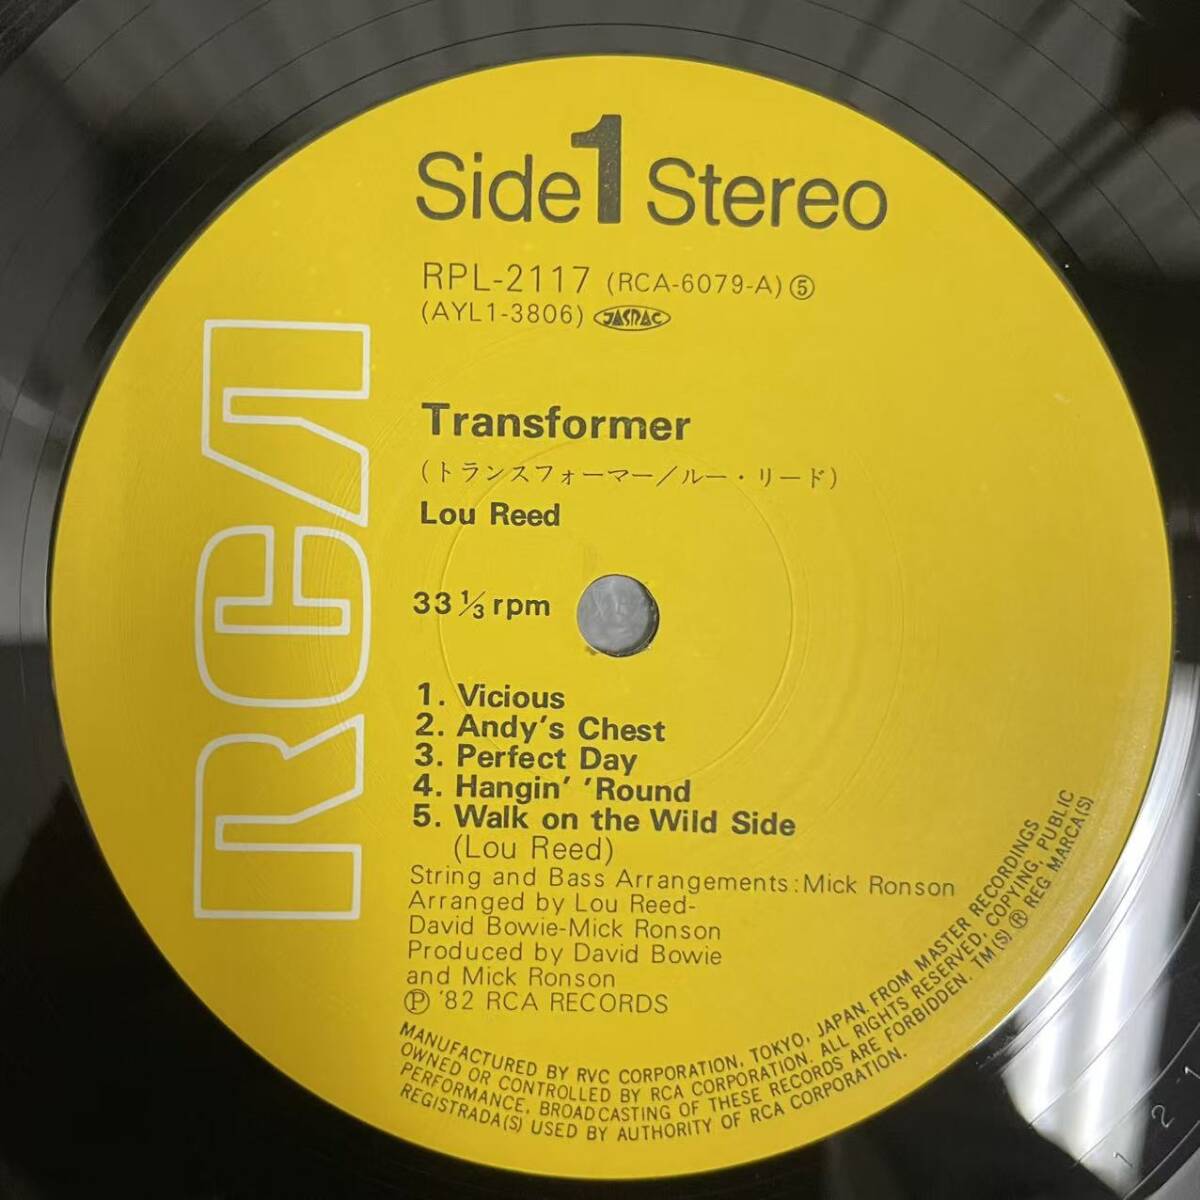 Side 1 Stereo
RPL-2117 (RCA-6079-A) ⑤
(AYL1-3806) JASRAC
RCA
Transformer
(トランスフォーマー/ルー・リード)
Lou Reed
33 1/3 rpm
1. Vicious
2. Andy's Chest
3. Perfect Day
4. Hangin' 'Round
5. Walk on the Wild Side
(Lou Reed)
String and Bass Arrangements: Mick Ronson
Arranged by Lou Reed-
David Bowie-Mick Ronson
Produced by David Bowie
and Mick Ronson
Ⓟ '82 RCA RECORDS
MANUFACTURED BY RVC CORPORATION, TOKYO, JAPAN, FROM MASTER RECORDINGS
OWNED OR CONTROLLED BY RCA CORPORATION. ALL RIGHTS RESERVED. COPYING, PUBLIC
PERFORMANCE, BROADCASTING OF THESE RECORDS ARE FORBIDDEN. TM(S) ® REG MARCA(S)
REGISTRADA(S) USED BY AUTHORITY OF RCA CORPORATION.
1 2 1